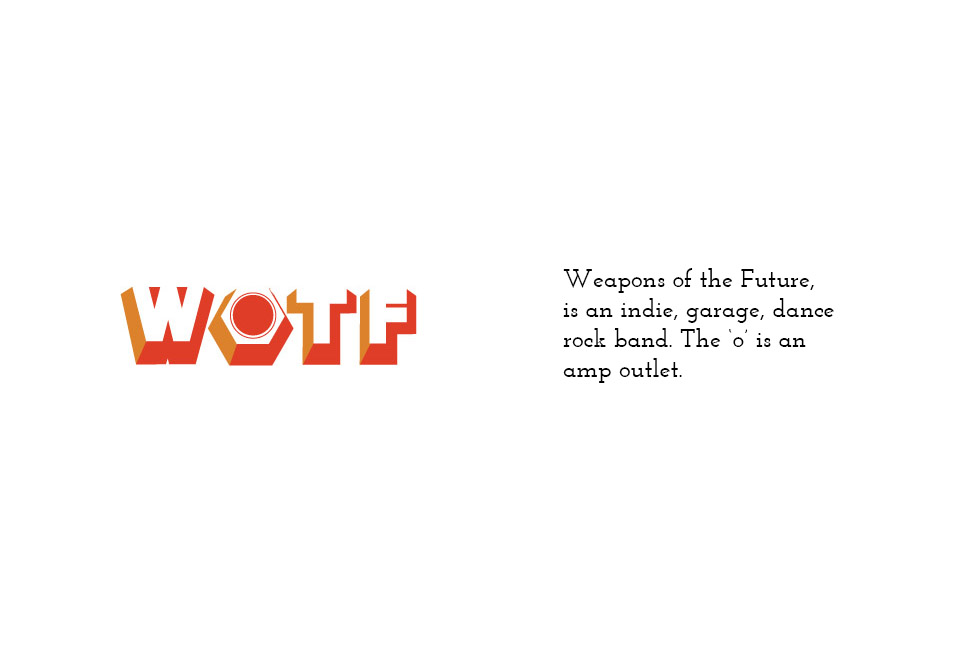 WOTF
Weapons of the Future,
is an indie, garage, dance
rock band. The ‘o’ is an
amp outlet.